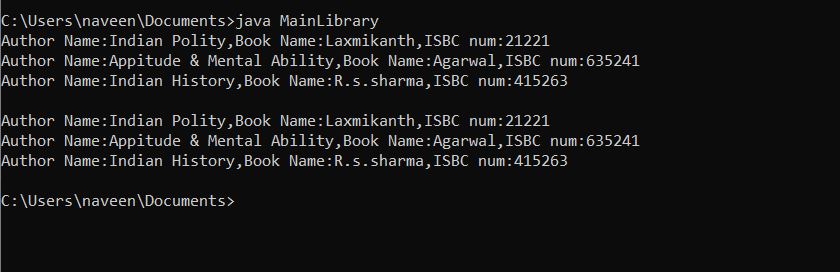 C:\Users\naveen\Documents>java MainLibrary
Author Name:Indian Polity,Book Name:Laxmikanth,ISBC num:21221
Author Name:Appitude & Mental Ability,Book Name:Agarwal,ISBC num:635241
Author Name:Indian History,Book Name:R.s.sharma,ISBC num:415263
Author Name:Indian Polity,Book Name:Laxmikanth,ISBC num:21221
Author Name:Appitude & Mental Ability,Book Name:Agarwal,ISBC num:635241
Author Name:Indian History,Book Name:R.s.sharma,ISBC num:415263
C:\Users\naveen\Documents>